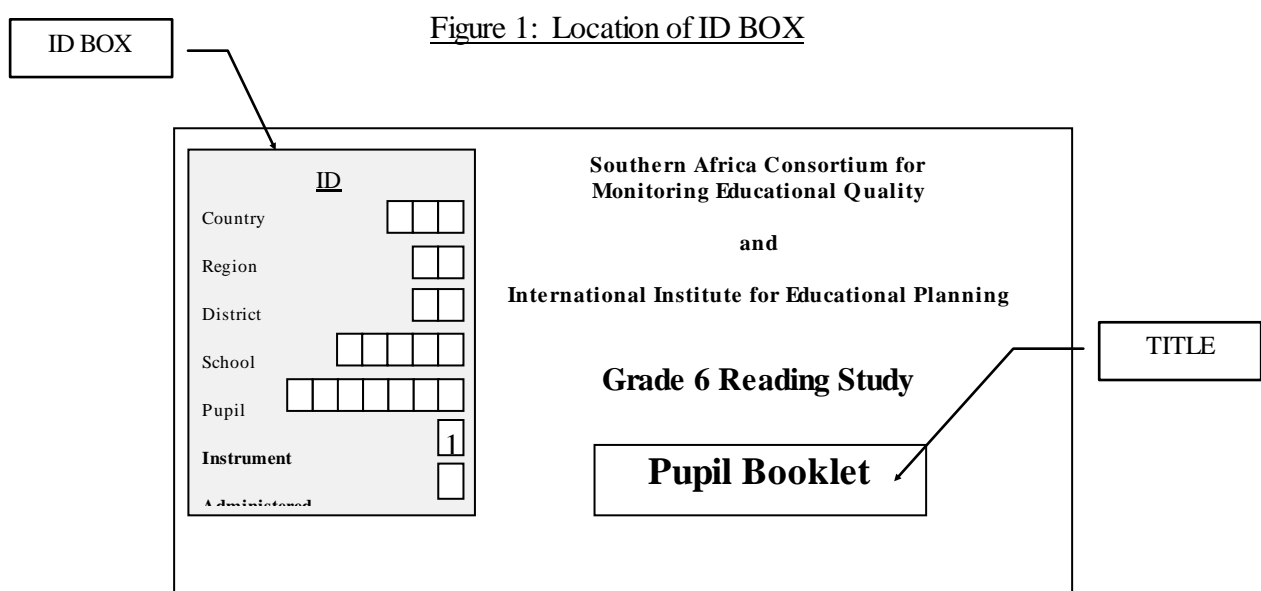 Figure 1: Location of ID BOX
ID BOX
ID
Country
Region
District
School
Pupil
1
Instrument
Administered
Southern Africa Consortium for
Monitoring Educational Quality
and
International Institute for Educational Planning
Grade 6 Reading Study
Pupil Booklet
TITLE